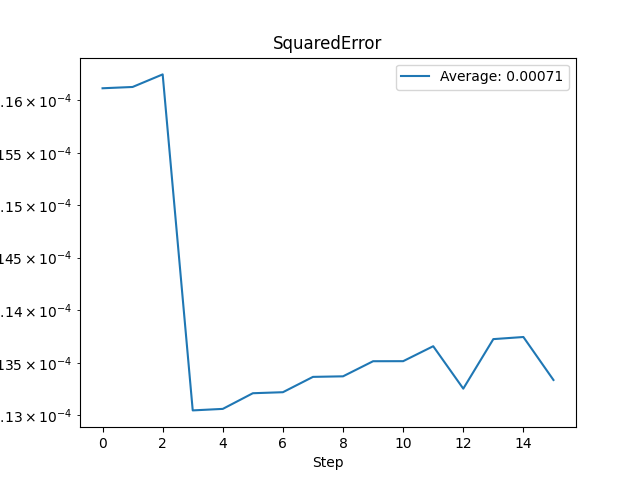 SquaredError
Average: 0.00071
.16 × 10⁻⁴
155 × 10⁻⁴
.15 × 10⁻⁴
145 × 10⁻⁴
.14 × 10⁻⁴
135 × 10⁻⁴
.13 × 10⁻⁴
0 2 4 6 8 10 12 14
Step